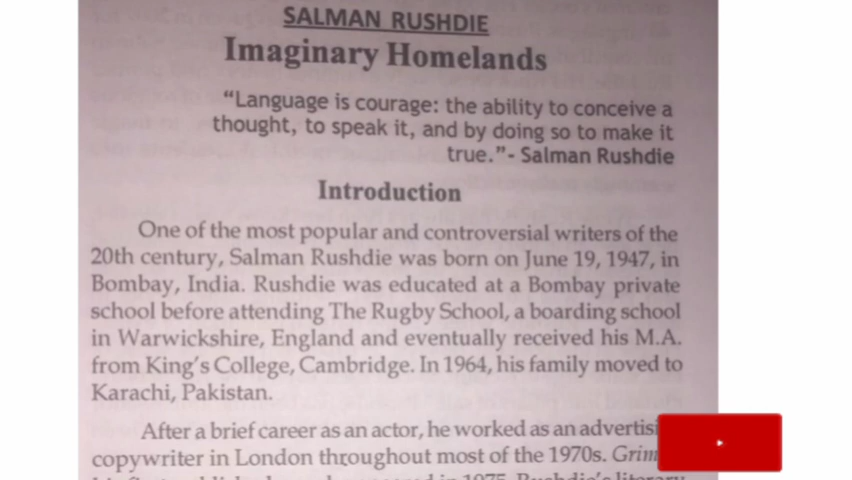 SALMAN RUSHDIE
Imaginary Homelands
“Language is courage: the ability to conceive a
thought, to speak it, and by doing so to make it
true.”- Salman Rushdie
Introduction
One of the most popular and controversial writers of the
20th century, Salman Rushdie was born on June 19, 1947, in
Bombay, India. Rushdie was educated at a Bombay private
school before attending The Rugby School, a boarding school
in Warwickshire, England and eventually received his M.A.
from King's College, Cambridge. In 1964, his family moved to
Karachi, Pakistan.
After a brief career as an actor, he worked as an
copywriter in London throughout most of the 1970s.